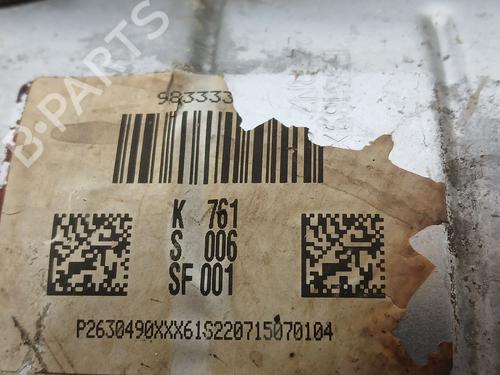 B-PARTS
983333
K 761
S 006
SF 001
P2630490XXX61S220715070104